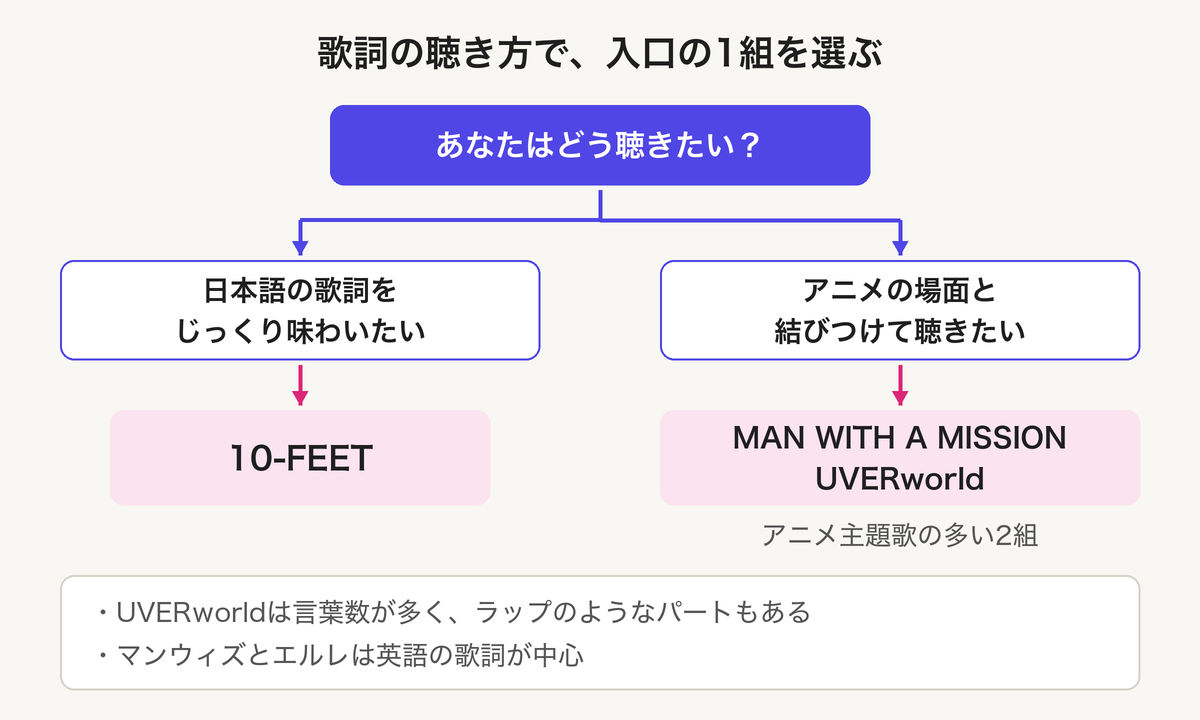 歌詞の聴き方で、入口の1組を選ぶ
あなたはどう聴きたい？
日本語の歌詞を
じっくり味わいたい
アニメの場面と
結びつけて聴きたい
10-FEET
MAN WITH A MISSION
UVERworld
アニメ主題歌の多い2組
・UVERworldは言葉数が多く、ラップのようなパートもある
・マンウィズとエルレは英語の歌詞が中心